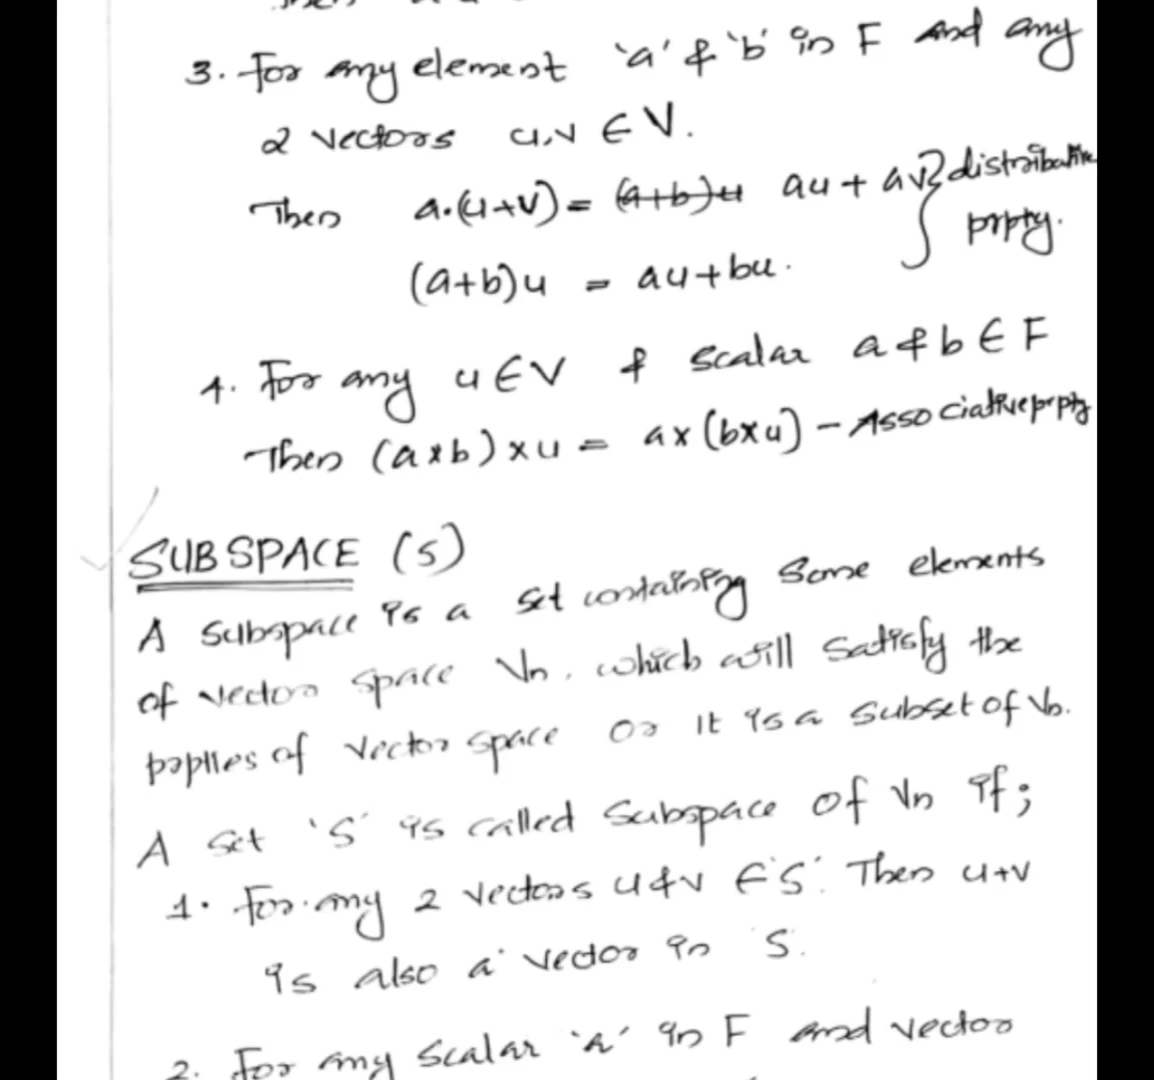 3. For any element 'a' & 'b' in F and any
2 vectors u,v ∈ V.
Then a.(u+v) = (a+b)u au + av } distributive
prpty.
(a+b)u = au+bu.
4. For any u ∈ V & scalar a & b ∈ F
Then (a×b)×u = a×(b×u) - Associative prpty
SUBSPACE (S)
A subspace is a set containing some elements
of vector space Vn. which will satisfy the
of vector space or it is a subset of Vn.
A set 'S' is called subspace of Vn if;
1. For any 2 vectors u & v ∈ 'S'. Then u+v
is also a vector in 'S'.
2. For any scalar 'a' in F and vector